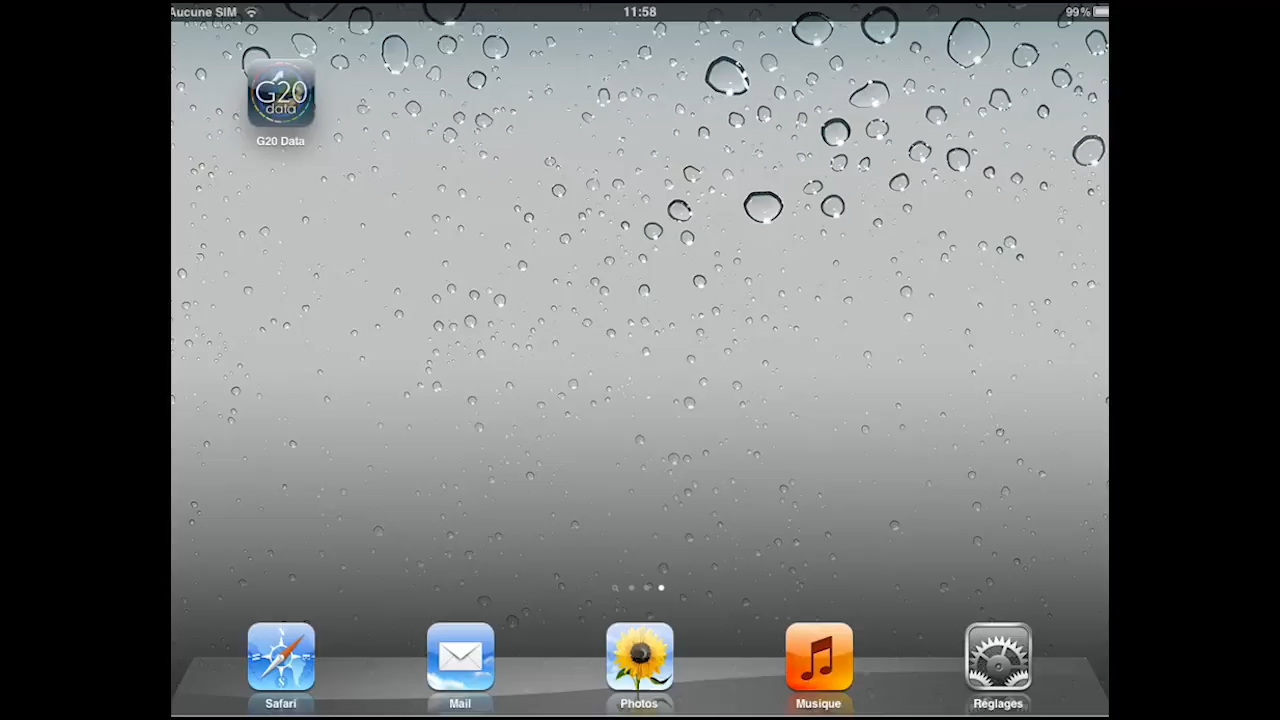 Aucune SIM 11:58 99 %
G20
data
G20 Data
N
S
Safari Mail Photos Musique Réglages